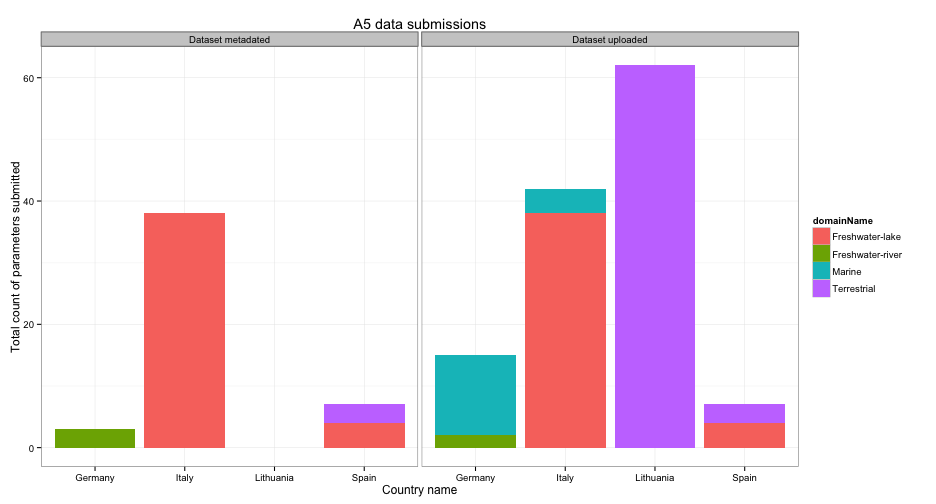 A5 data submissions
Dataset metadated
Dataset uploaded
Total count of parameters submitted
60
40
20
0
Germany
Italy
Lithuania
Spain
Germany
Italy
Lithuania
Spain
Country name
domainName
Freshwater-lake
Freshwater-river
Marine
Terrestrial